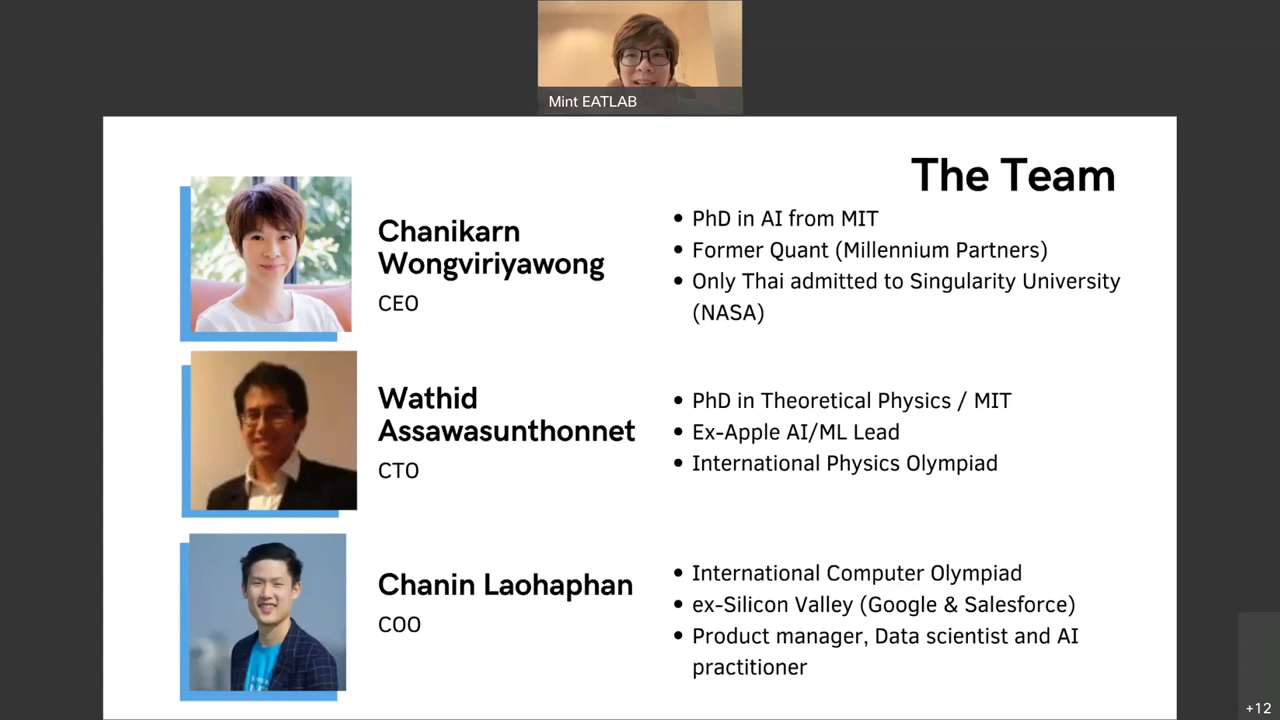 Mint EATLAB
The Team
Chanikarn
Wongviriyawong
CEO
• PhD in AI from MIT
• Former Quant (Millennium Partners)
• Only Thai admitted to Singularity University
(NASA)
Wathid
Assawasunthonnet
CTO
• PhD in Theoretical Physics / MIT
• Ex-Apple AI/ML Lead
• International Physics Olympiad
Chanin Laohaphan
COO
• International Computer Olympiad
• ex-Silicon Valley (Google & Salesforce)
• Product manager, Data scientist and AI
practitioner
+12